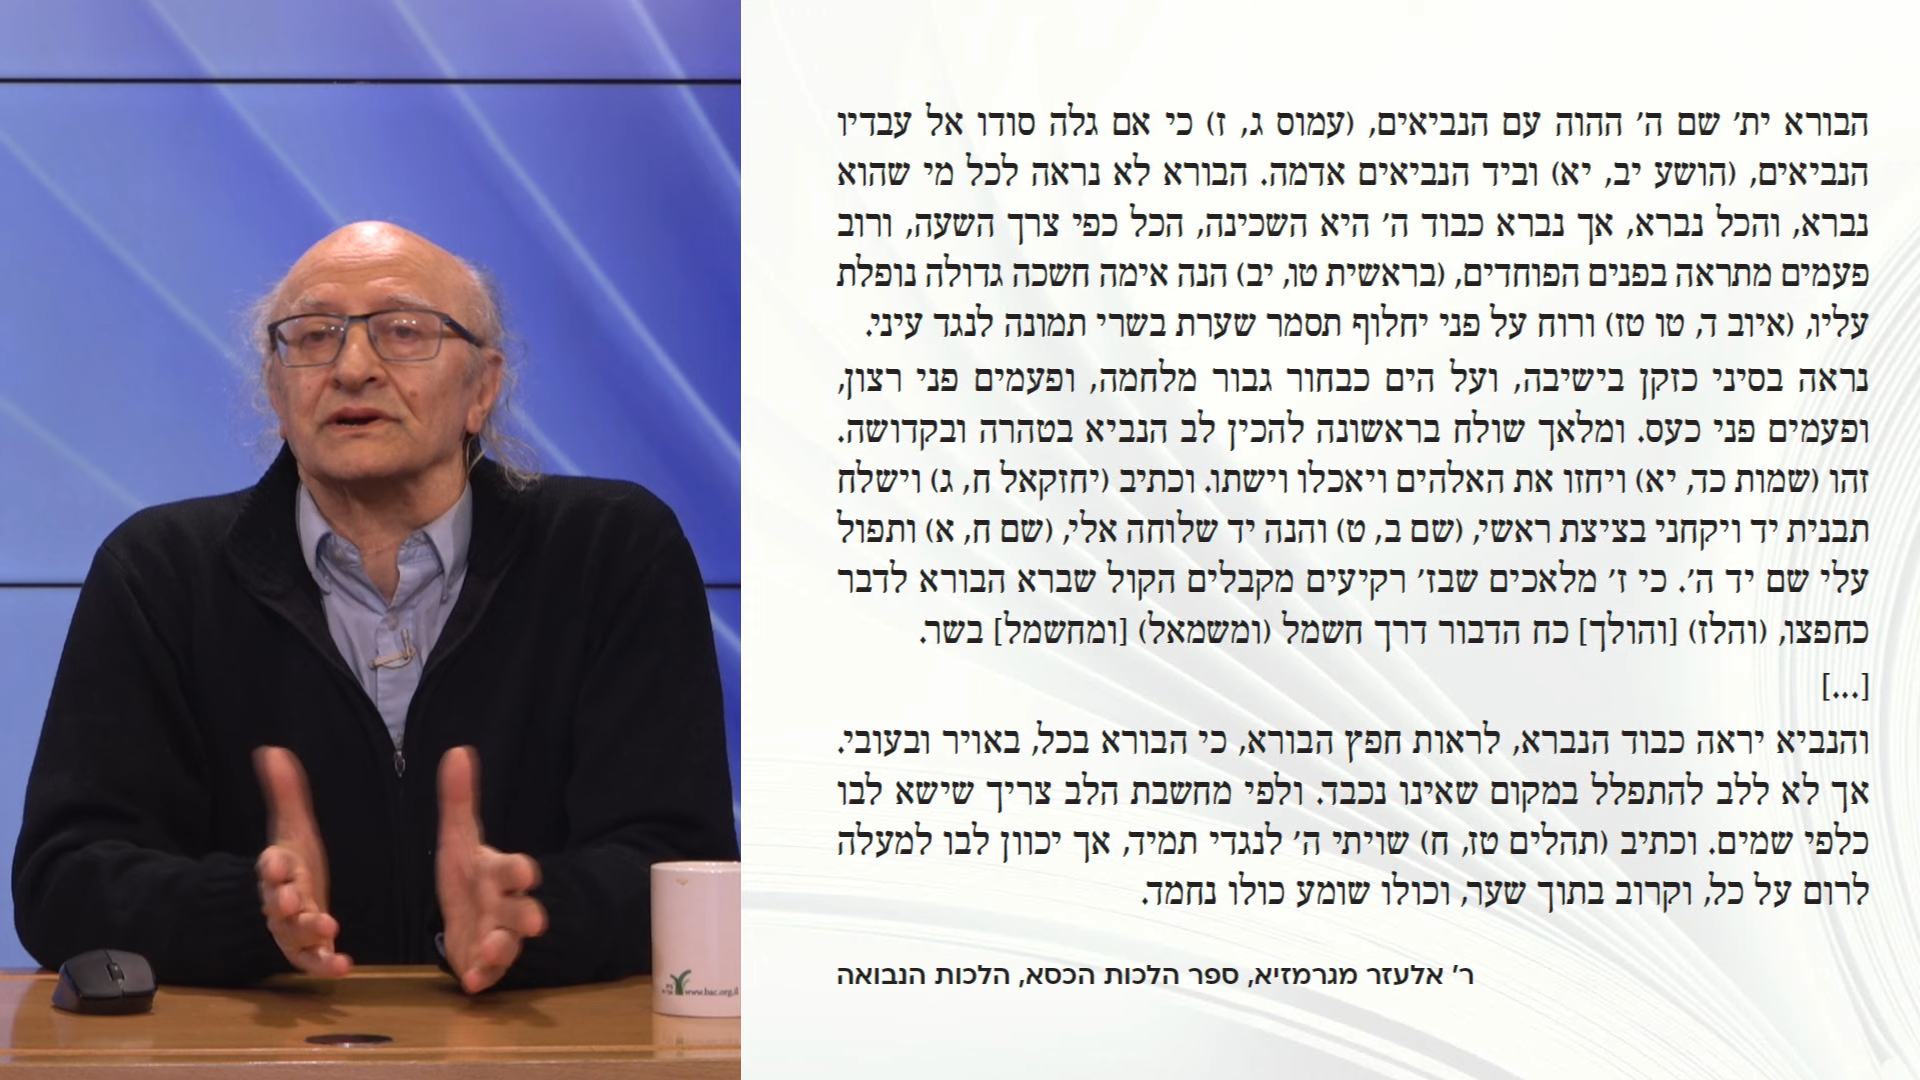 הבורא ית׳ שם ה׳ ההוה עם הנביאים, (עמוס ג, ז) כי אם גלה סודו אל עבדיו
הנביאים, (הושע יב, יא) וביד הנביאים אדמה. הבורא לא נראה לכל מי שהוא
נברא, והכל נברא, אך נברא כבוד ה׳ היא השכינה, הכל כפי צרך השעה, ורוב
פעמים מתראה בפנים הפוחדים, (בראשית טו, יב) הנה אימה חשכה גדולה נופלת
עליו, (איוב ד, טו טז) ורוח על פני יחלוף תסמר שערת בשרי תמונה לנגד עיני.
נראה בסיני כזקן בישיבה, ועל הים כבחור גבור מלחמה, ופעמים פני רצון,
ופעמים פני כעס. ומלאך שולח בראשונה להכין לב הנביא בטהרה ובקדושה.
זהו (שמות כד, יא) ויחזו את האלהים ויאכלו וישתו. וכתיב (יחזקאל ח, ג) וישלח
תבנית יד ויקחני בציצת ראשי, (שם ב, ט) והנה יד שלוחה אלי, (שם ח, א) ותפול
עלי שם יד ה׳. כי ז׳ מלאכים שבז׳ רקיעים מקבלים הקול שברא הבורא לדבר
כחפצו, (והלז) [והולך] כח הדבור דרך חשמל (ומשמאל) [ומחשמל] בשר.
[...]
והנביא יראה כבוד הנברא, לראות חפץ הבורא, כי הבורא בכל, באויר ובעובי.
אך לא ללב להתפלל במקום שאינו נכבד. ולפי מחשבת הלב צריך שישא לבו
כלפי שמים. וכתיב (תהלים טז, ח) שויתי ה׳ לנגדי תמיד, אך יכוון לבו למעלה
לרום על כל, וקרוב בתוך שער, וכולו שומע כולו נחמד.
ר׳ אלעזר מגרמזיא, ספר הלכות הכסא, הלכות הנבואה
www.bac.org.il